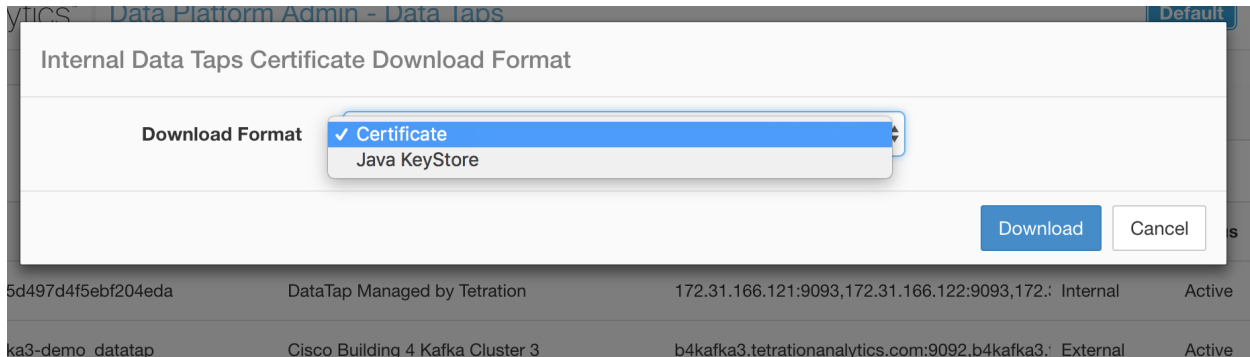 ytics™ Data Platform Admin - Data Taps Default
Internal Data Taps Certificate Download Format
Download Format ✓ Certificate
Java KeyStore
Download Cancel
s
5d497d4f5ebf204eda DataTap Managed by Tetration 172.31.166.121:9093,172.31.166.122:9093,172.: Internal Active
ka3-demo_datatap Cisco Building 4 Kafka Cluster 3 b4kafka3.tetrationanalytics.com:9092,b4kafka3.: External Active